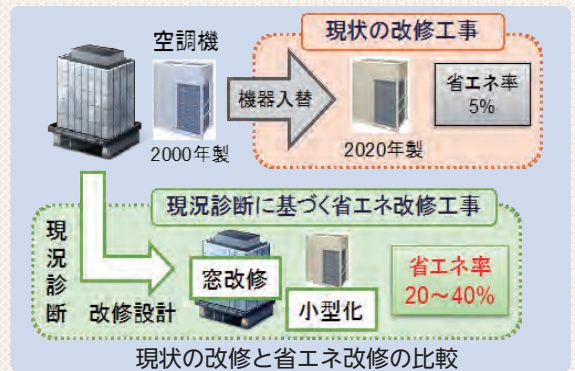 現状の改修工事
空調機
2000年製
機器入替
2020年製
省エネ率
5%
現況診断に基づく省エネ改修工事
現況診断
改修設計
窓改修
小型化
省エネ率
20~40%
現状の改修と省エネ改修の比較